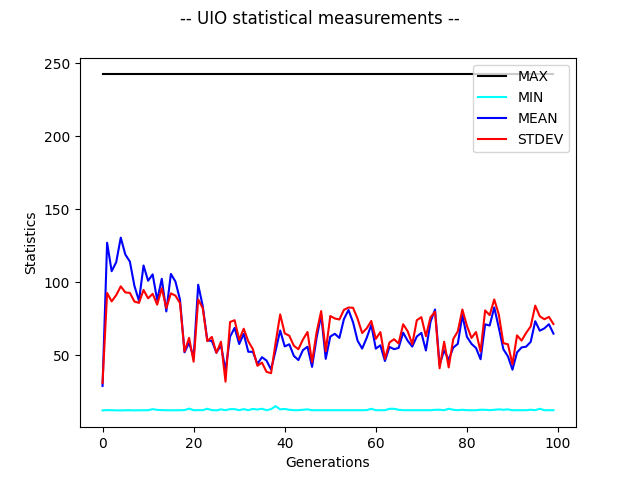 -- UIO statistical measurements --
250
200
150
100
50
Statistics
MAX
MIN
MEAN
STDEV
0 20 40 60 80 100
Generations